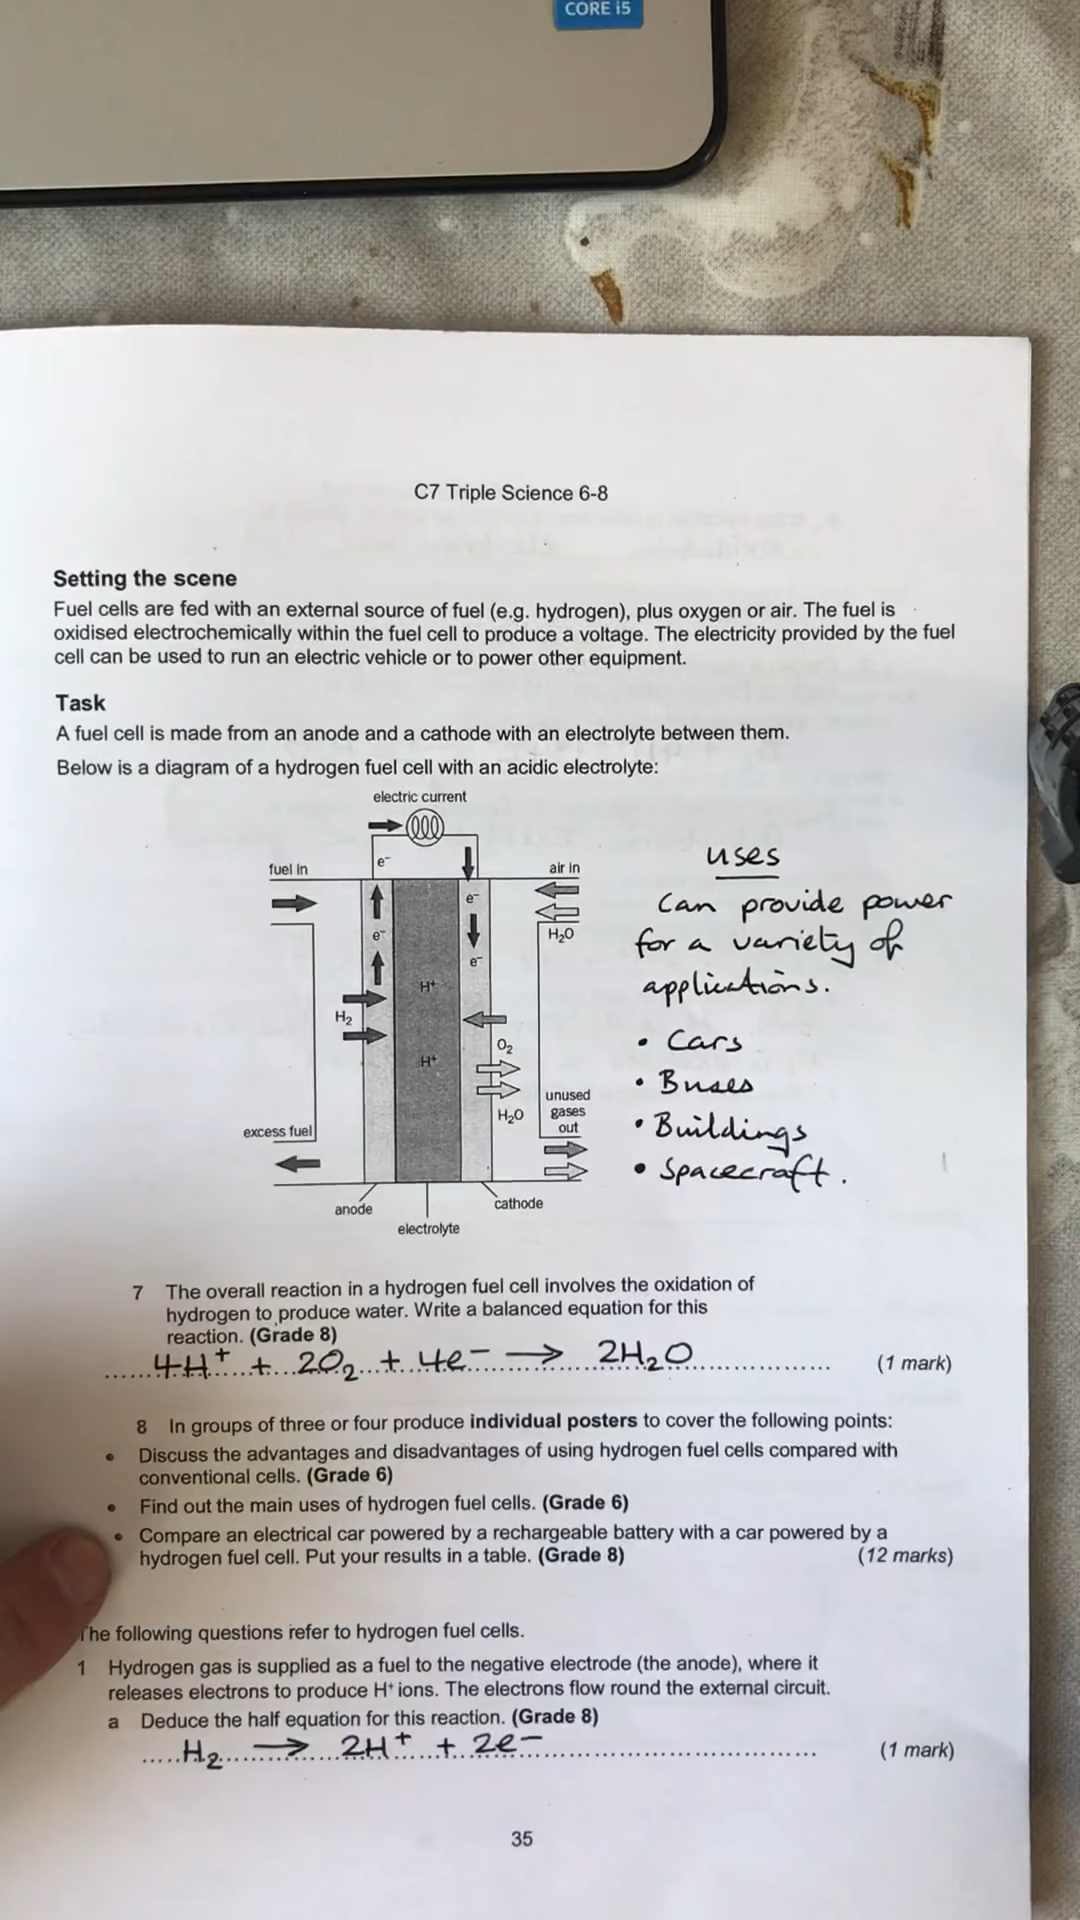 CORE i5
C7 Triple Science 6-8
Setting the scene
Fuel cells are fed with an external source of fuel (e.g. hydrogen), plus oxygen or air. The fuel is
oxidised electrochemically within the fuel cell to produce a voltage. The electricity provided by the fuel
cell can be used to run an electric vehicle or to power other equipment.
Task
A fuel cell is made from an anode and a cathode with an electrolyte between them.
Below is a diagram of a hydrogen fuel cell with an acidic electrolyte:
electric current
fuel in
e⁻
air in
e⁻
H₂O
e⁻
e⁻
H⁺
H₂
O₂
H⁺
unused
gases
out
H₂O
excess fuel
anode
cathode
electrolyte
uses
Can provide power
for a variety of
applications.
• Cars
• Buses
• Buildings
• Spacecraft.
7 The overall reaction in a hydrogen fuel cell involves the oxidation of
hydrogen to produce water. Write a balanced equation for this
reaction. (Grade 8)
4H⁺ + 2O₂ + 4e⁻ → 2H₂O (1 mark)
8 In groups of three or four produce individual posters to cover the following points:
• Discuss the advantages and disadvantages of using hydrogen fuel cells compared with
conventional cells. (Grade 6)
• Find out the main uses of hydrogen fuel cells. (Grade 6)
• Compare an electrical car powered by a rechargeable battery with a car powered by a
hydrogen fuel cell. Put your results in a table. (Grade 8) (12 marks)
The following questions refer to hydrogen fuel cells.
1 Hydrogen gas is supplied as a fuel to the negative electrode (the anode), where it
releases electrons to produce H⁺ ions. The electrons flow round the external circuit.
a Deduce the half equation for this reaction. (Grade 8)
H₂ → 2H⁺ + 2e⁻ (1 mark)
35